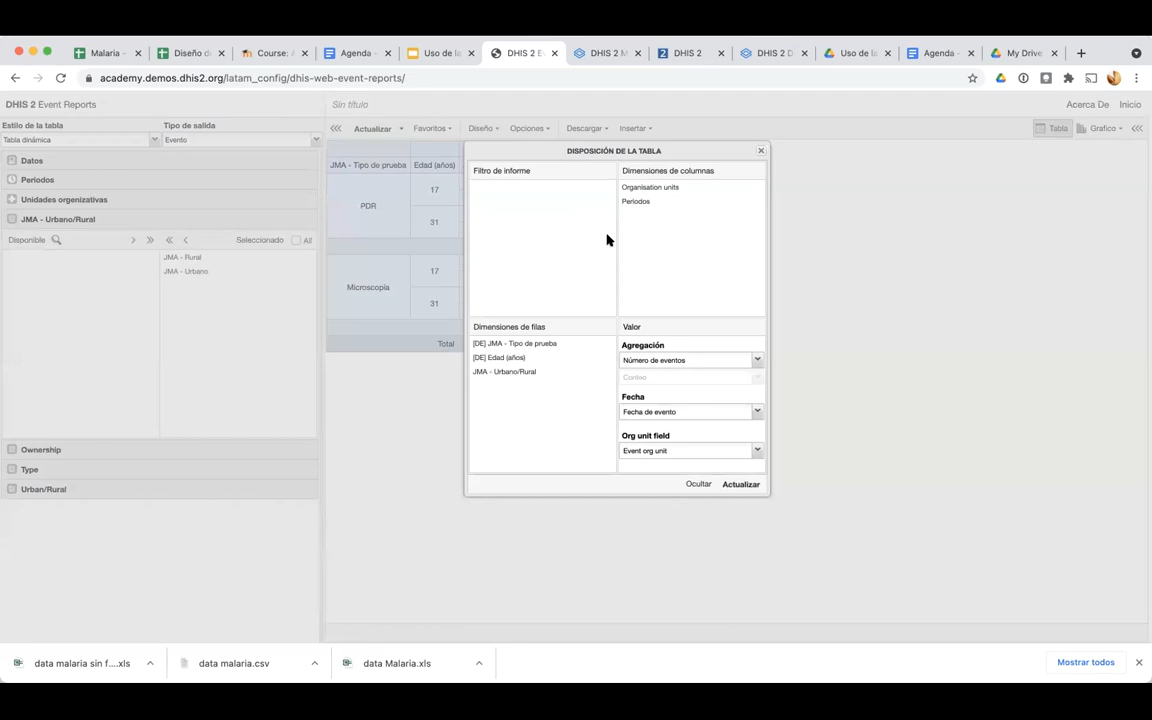 Malaria -
Diseño d
Course: A
Agenda -
Uso de la
DHIS 2 E
DHIS 2 M
DHIS 2
DHIS 2 D
Uso de la
Agenda -
My Drive
academy.demos.dhis2.org/latam_config/dhis-web-event-reports/
DHIS 2 Event Reports
Sin título
Acerca De
Inicio
Estilo de la tabla
Tipo de salida
Tabla dinámica
Evento
Actualizar
Favoritos
Diseño
Opciones
Descargar
Insertar
Tabla
Gráfico
Datos
Periodos
Unidades organizativas
JMA - Urbano/Rural
Disponible
Seleccionado
All
JMA - Rural
JMA - Urbano
Ownership
Type
Urban/Rural
JMA - Tipo de prueba
Edad (años)
PDR
17
31
Microscopía
17
31
Total
DISPOSICIÓN DE LA TABLA
Filtro de informe
Dimensiones de columnas
Organisation units
Periodos
Dimensiones de filas
Valor
[DE] JMA - Tipo de prueba
[DE] Edad (años)
JMA - Urbano/Rural
Agregación
Número de eventos
Conteo
Fecha
Fecha de evento
Org unit field
Event org unit
Ocultar
Actualizar
data malaria sin f....xls
data malaria.csv
data Malaria.xls
Mostrar todos